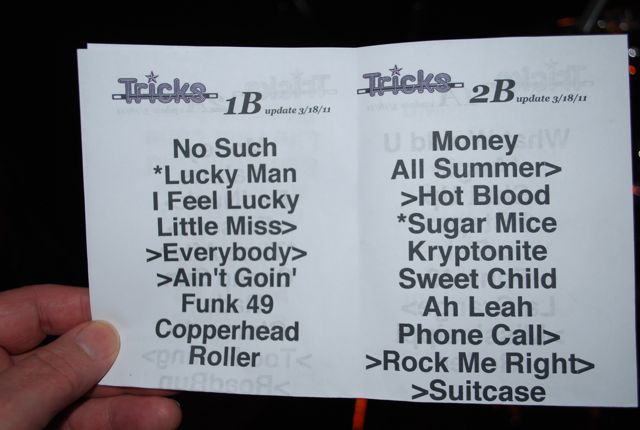 Tricks 1B update 3/18/11
No Such
*Lucky Man
I Feel Lucky
Little Miss>
>Everybody>
>Ain't Goin'
Funk 49
Copperhead
Roller
Tricks 2B update 3/18/11
Money
All Summer>
>Hot Blood
*Sugar Mice
Kryptonite
Sweet Child
Ah Leah
Phone Call>
>Rock Me Right>
>Suitcase